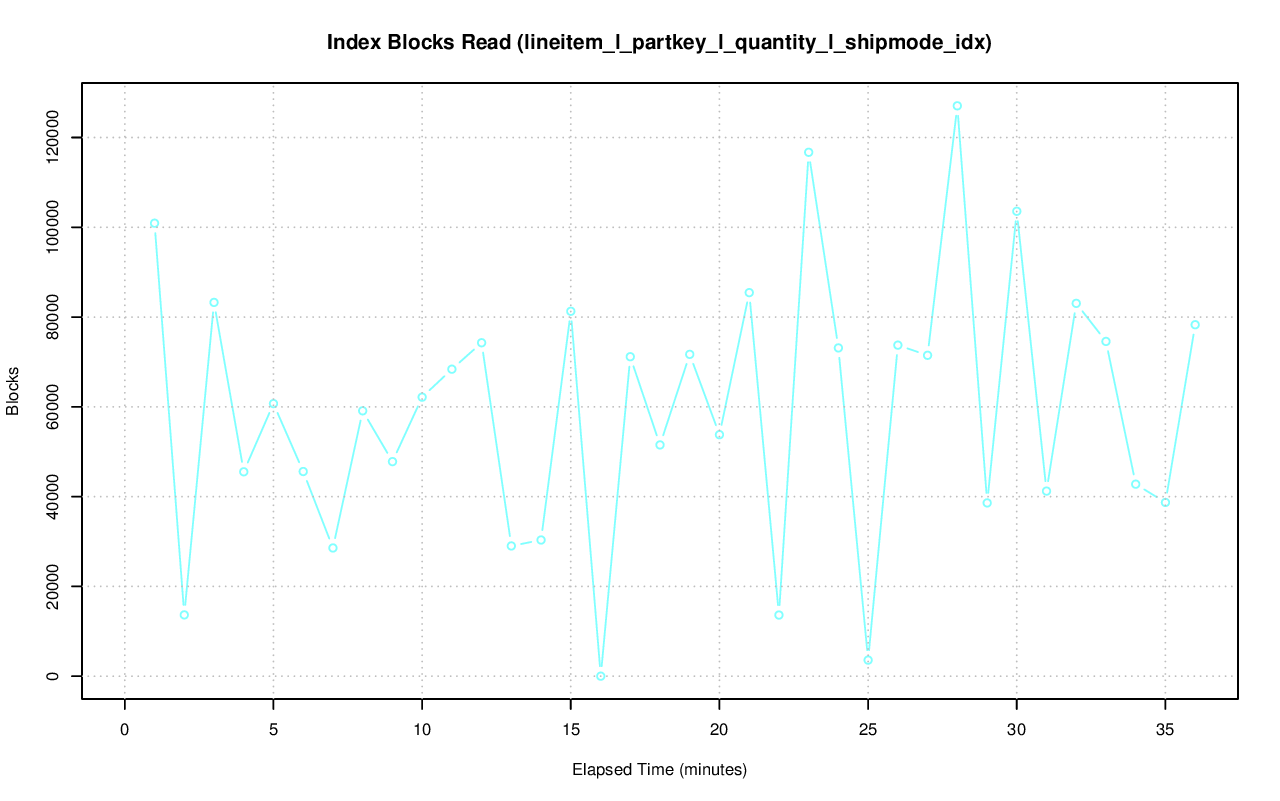 Index Blocks Read (lineitem_l_partkey_l_quantity_l_shipmode_idx)
120000
100000
80000
60000
40000
20000
0
Blocks
0 5 10 15 20 25 30 35
Elapsed Time (minutes)